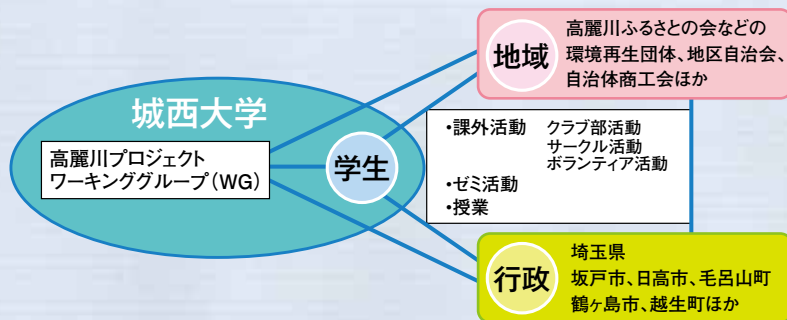 城西大学
高麗川プロジェクト
ワーキンググループ（WG）
学生
地域
高麗川ふるさとの会などの
環境再生団体、地区自治会、
自治体商工会ほか
・課外活動　クラブ部活動
サークル活動
ボランティア活動
・ゼミ活動
・授業
行政
埼玉県
坂戸市、日高市、毛呂山町
鶴ヶ島市、越生町ほか